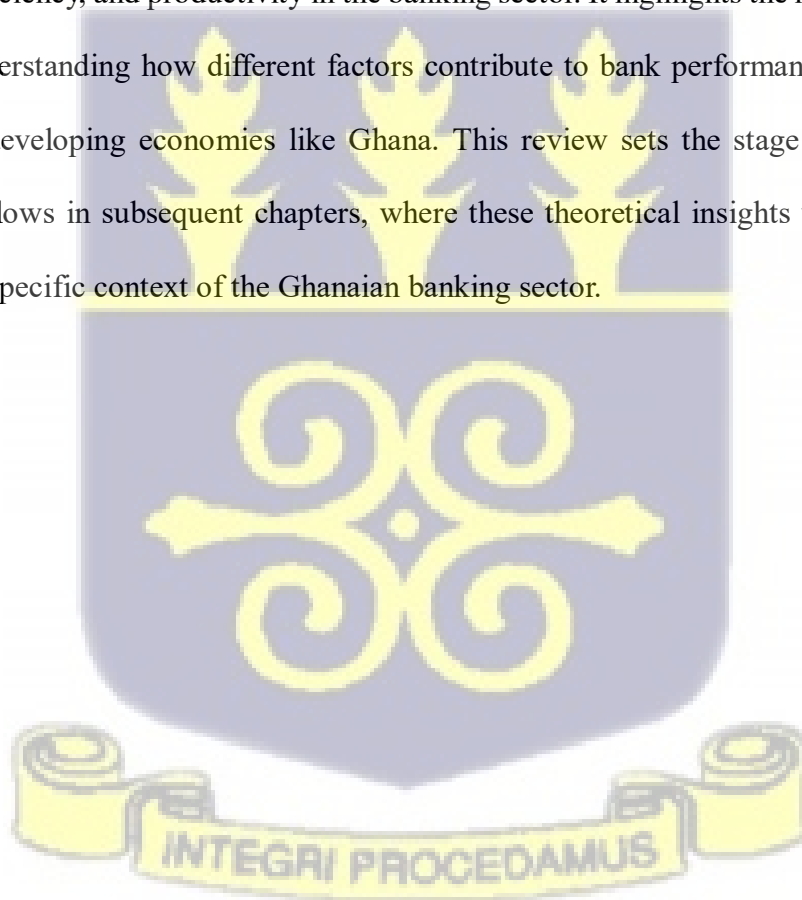 ciency, and productivity in the banking sector. It highlights the
erstanding how different factors contribute to bank performan
eveloping economies like Ghana. This review sets the stage
lows in subsequent chapters, where these theoretical insights
pecific context of the Ghanaian banking sector.
INTEGRI PROCEDAMUS